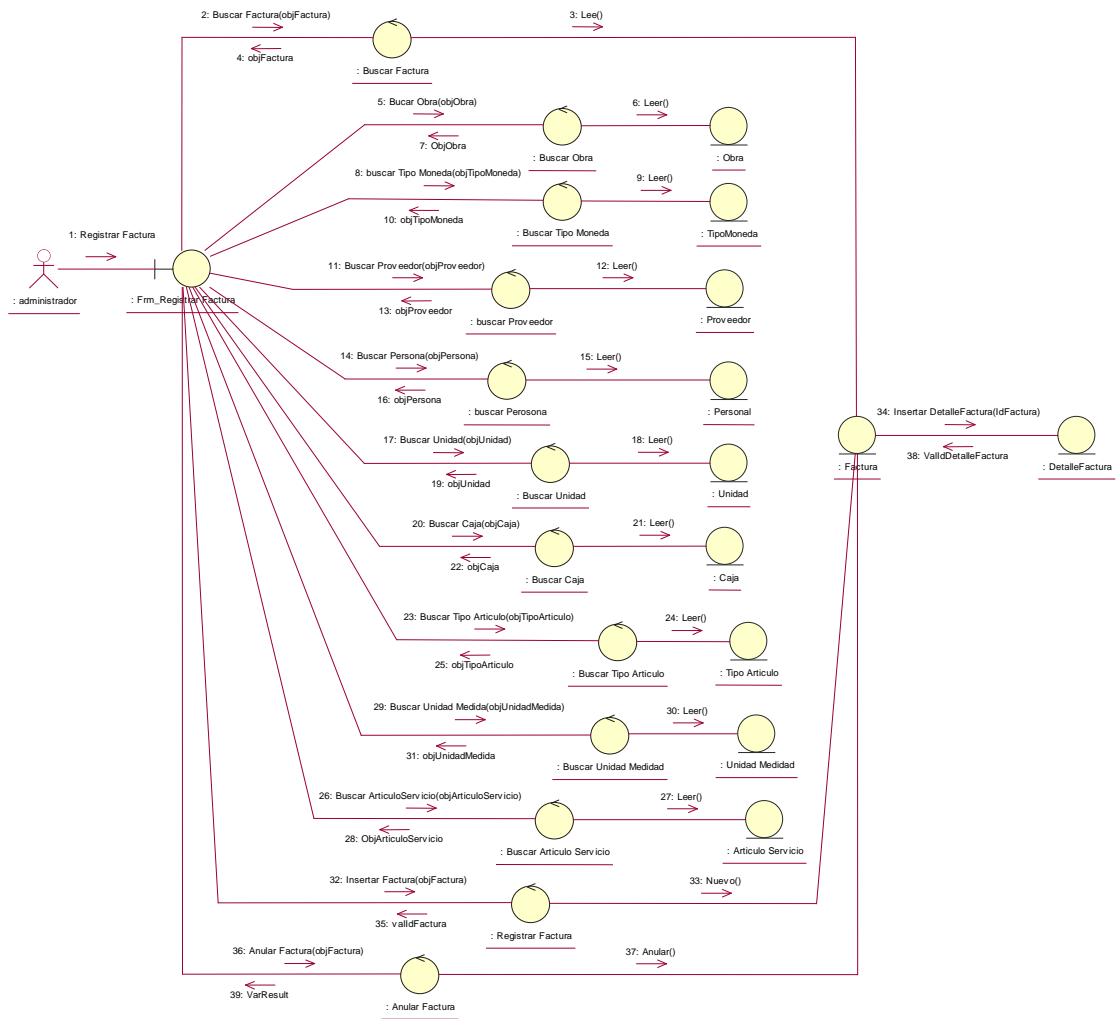 2: Buscar Factura(objFactura)
3: Lee()
4: objFactura
: Buscar Factura
5: Bucar Obra(objObra)
6: Leer()
7: ObjObra
: Buscar Obra
: Obra
8: buscar Tipo Moneda(objTipoMoneda)
9: Leer()
10: objTipoMoneda
: Buscar Tipo Moneda
: TipoMoneda
1: Registrar Factura
: administrador
: Frm_Registrar Factura
11: Buscar Proveedor(objProveedor)
12: Leer()
13: objProveedor
: buscar Proveedor
: Proveedor
14: Buscar Persona(objPersona)
15: Leer()
16: objPersona
: buscar Perosona
: Personal
17: Buscar Unidad(objUnidad)
18: Leer()
19: objUnidad
: Buscar Unidad
: Unidad
34: Insertar DetalleFactura(IdFactura)
38: ValIdDetalleFactura
: Factura
: DetalleFactura
20: Buscar Caja(objCaja)
21: Leer()
22: objCaja
: Buscar Caja
: Caja
23: Buscar Tipo Articulo(objTipoArticulo)
24: Leer()
25: objTipoArticulo
: Buscar Tipo Articulo
: Tipo Articulo
29: Buscar Unidad Medida(objUnidadMedida)
30: Leer()
31: objUnidadMedida
: Buscar Unidad Medidad
: Unidad Medidad
26: Buscar ArticuloServicio(objArticuloServicio)
27: Leer()
28: ObjArticuloServicio
: Buscar Articulo Servicio
: Articulo Servicio
32: Insertar Factura(objFactura)
33: Nuevo()
35: valIdFactura
: Registrar Factura
36: Anular Factura(objFactura)
37: Anular()
39: VarResult
: Anular Factura